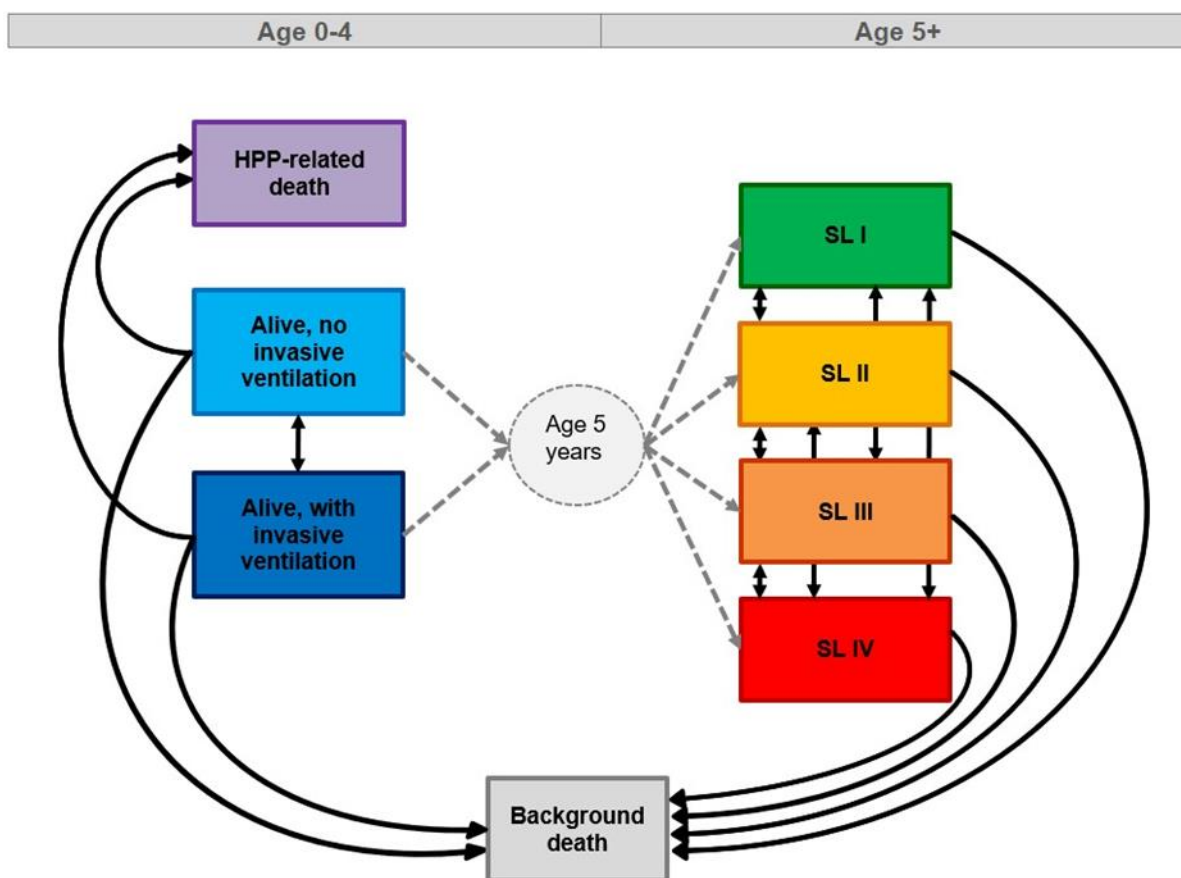 Age 0-4
Age 5+
HPP-related
death
Alive, no
invasive
ventilation
Alive, with
invasive
ventilation
Age 5
years
SL I
SL II
SL III
SL IV
Background
death